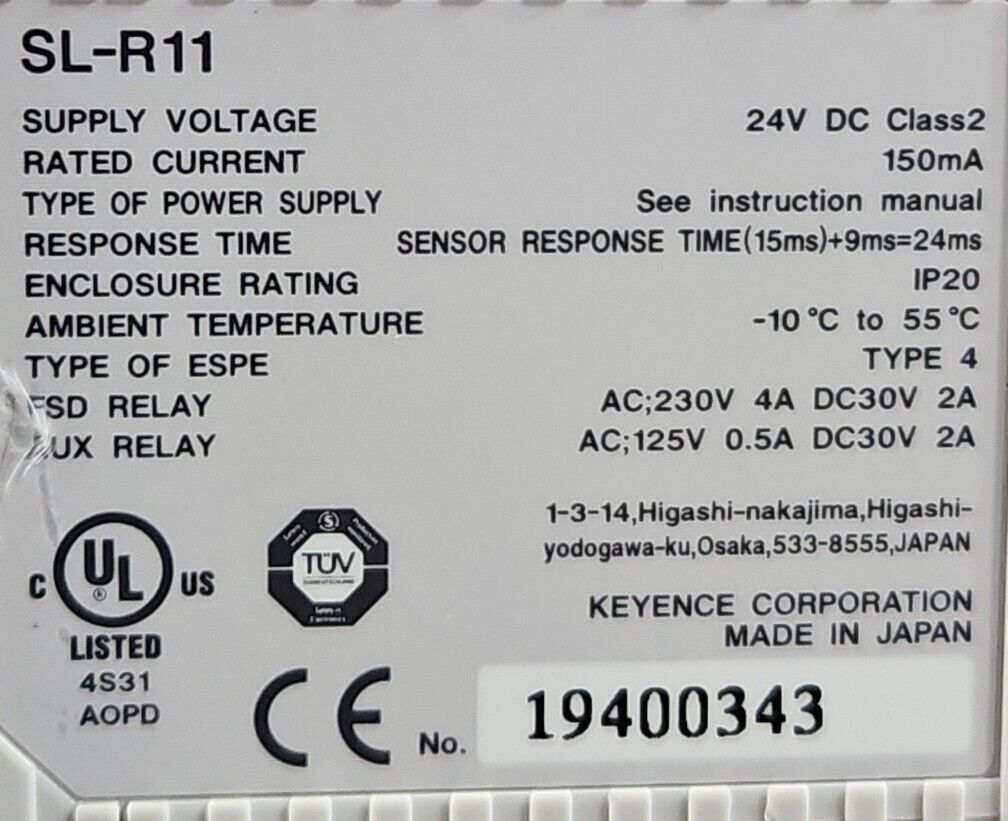 SL-R11
SUPPLY VOLTAGE 24V DC Class2
RATED CURRENT 150mA
TYPE OF POWER SUPPLY See instruction manual
RESPONSE TIME SENSOR RESPONSE TIME(15ms)+9ms=24ms
ENCLOSURE RATING IP20
AMBIENT TEMPERATURE -10°C to 55°C
TYPE OF ESPE TYPE 4
FSD RELAY AC;230V 4A DC30V 2A
AUX RELAY AC;125V 0.5A DC30V 2A
1-3-14,Higashi-nakajima,Higashi-
yodogawa-ku,Osaka,533-8555,JAPAN
KEYENCE CORPORATION
MADE IN JAPAN
C UL ® US
LISTED
4S31
AOPD
TÜV
CE
No. 19400343